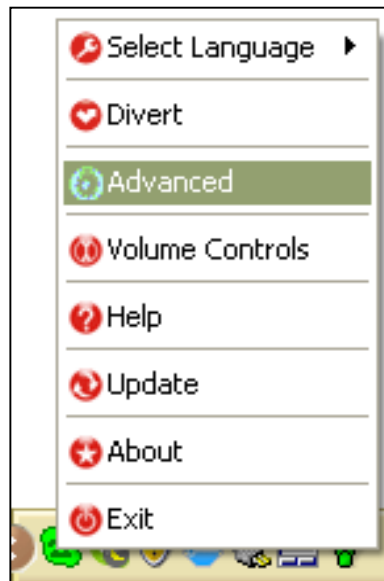 Select Language
Divert
Advanced
Volume Controls
Help
Update
About
Exit